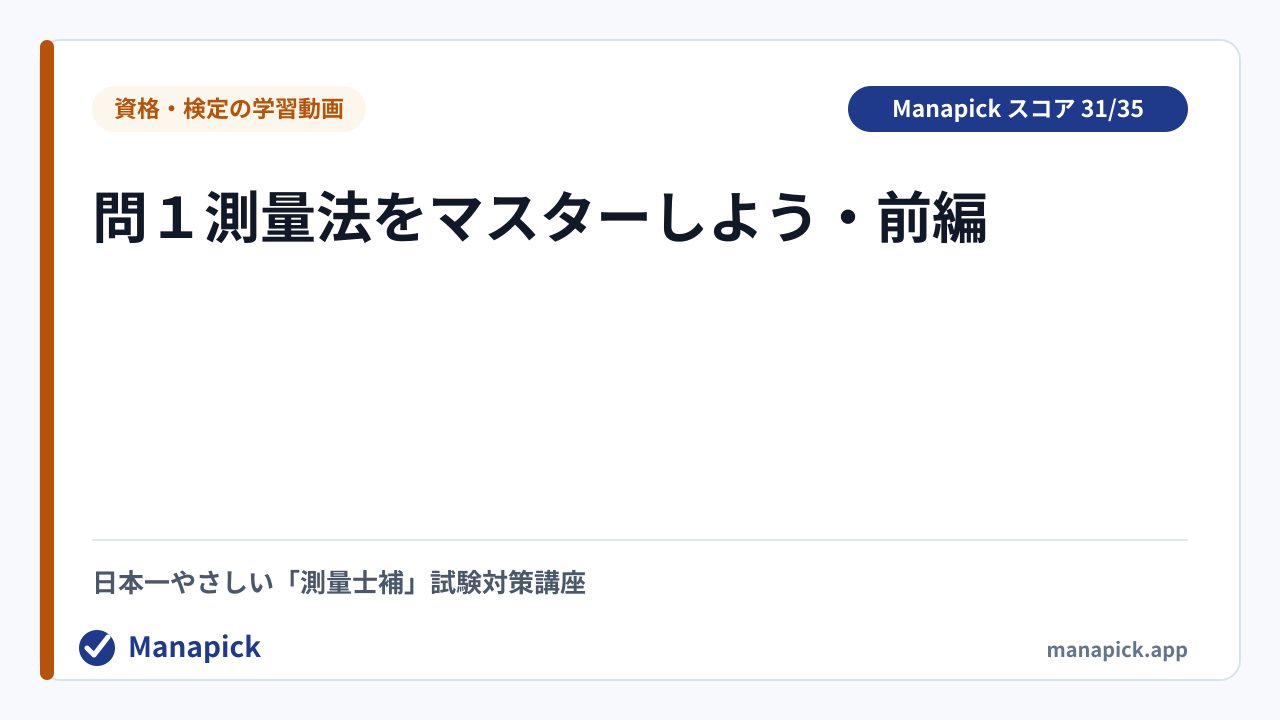 資格・検定の学習動画
Manapick スコア 31/35
問１測量法をマスターしよう・前編
日本一やさしい「測量士補」試験対策講座
Manapick
manapick.app